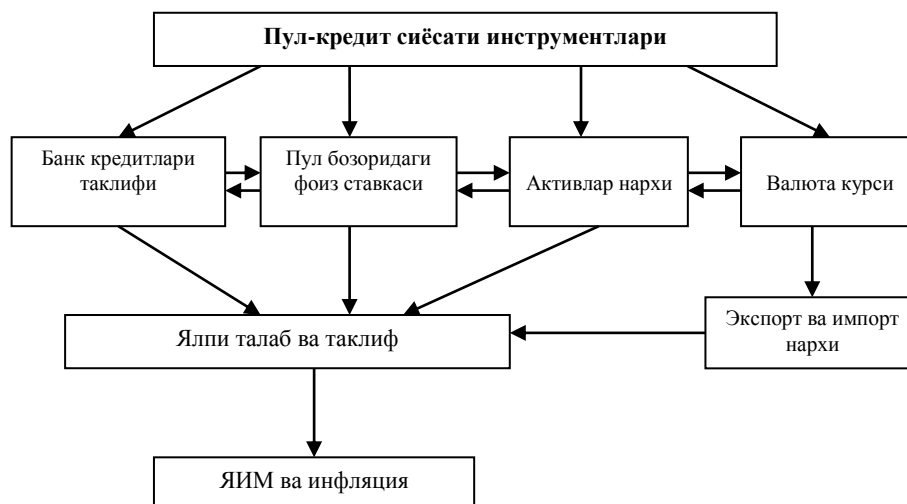 Пул-кредит сиёсати инструментлари
Банк кредитлари
таклифи
Пул бозоридаги
фоиз ставкаси
Активлар нархи
Валюта курси
Ялпи талаб ва таклиф
Экспорт ва импорт
нархи
ЯИМ ва инфляция